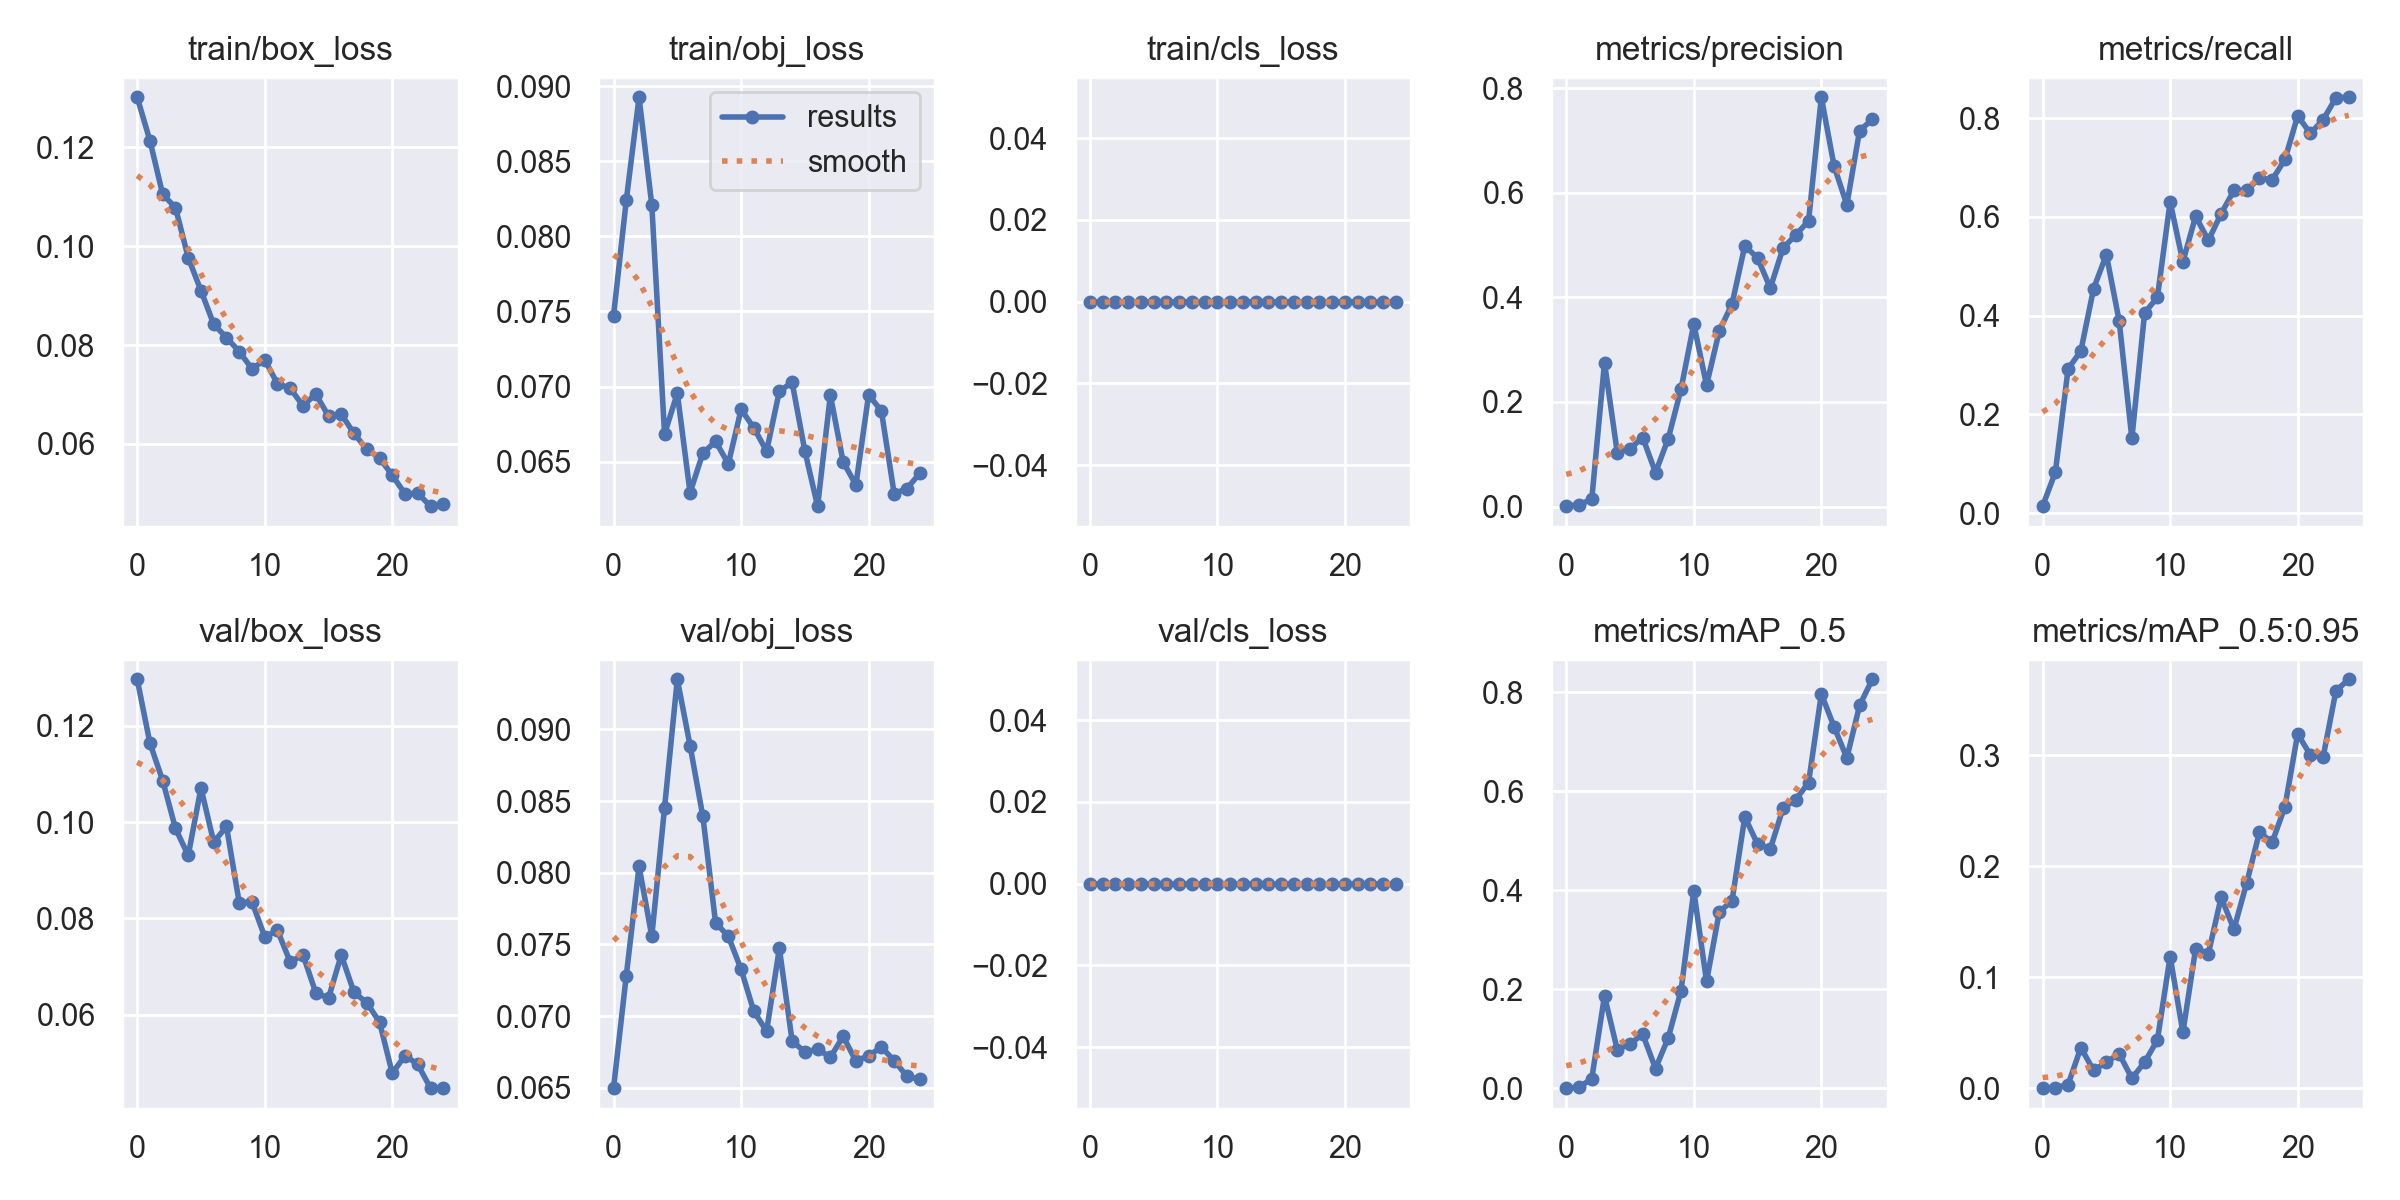 train/box_loss
0.12
0.10
0.08
0.06
0 10 20
train/obj_loss
results
smooth
0.090
0.085
0.080
0.075
0.070
0.065
0 10 20
train/cls_loss
0.04
0.02
0.00
−0.02
−0.04
0 10 20
metrics/precision
0.8
0.6
0.4
0.2
0.0
0 10 20
metrics/recall
0.8
0.6
0.4
0.2
0.0
0 10 20
val/box_loss
0.12
0.10
0.08
0.06
0 10 20
val/obj_loss
0.090
0.085
0.080
0.075
0.070
0.065
0 10 20
val/cls_loss
0.04
0.02
0.00
−0.02
−0.04
0 10 20
metrics/mAP_0.5
0.8
0.6
0.4
0.2
0.0
0 10 20
metrics/mAP_0.5:0.95
0.3
0.2
0.1
0.0
0 10 20